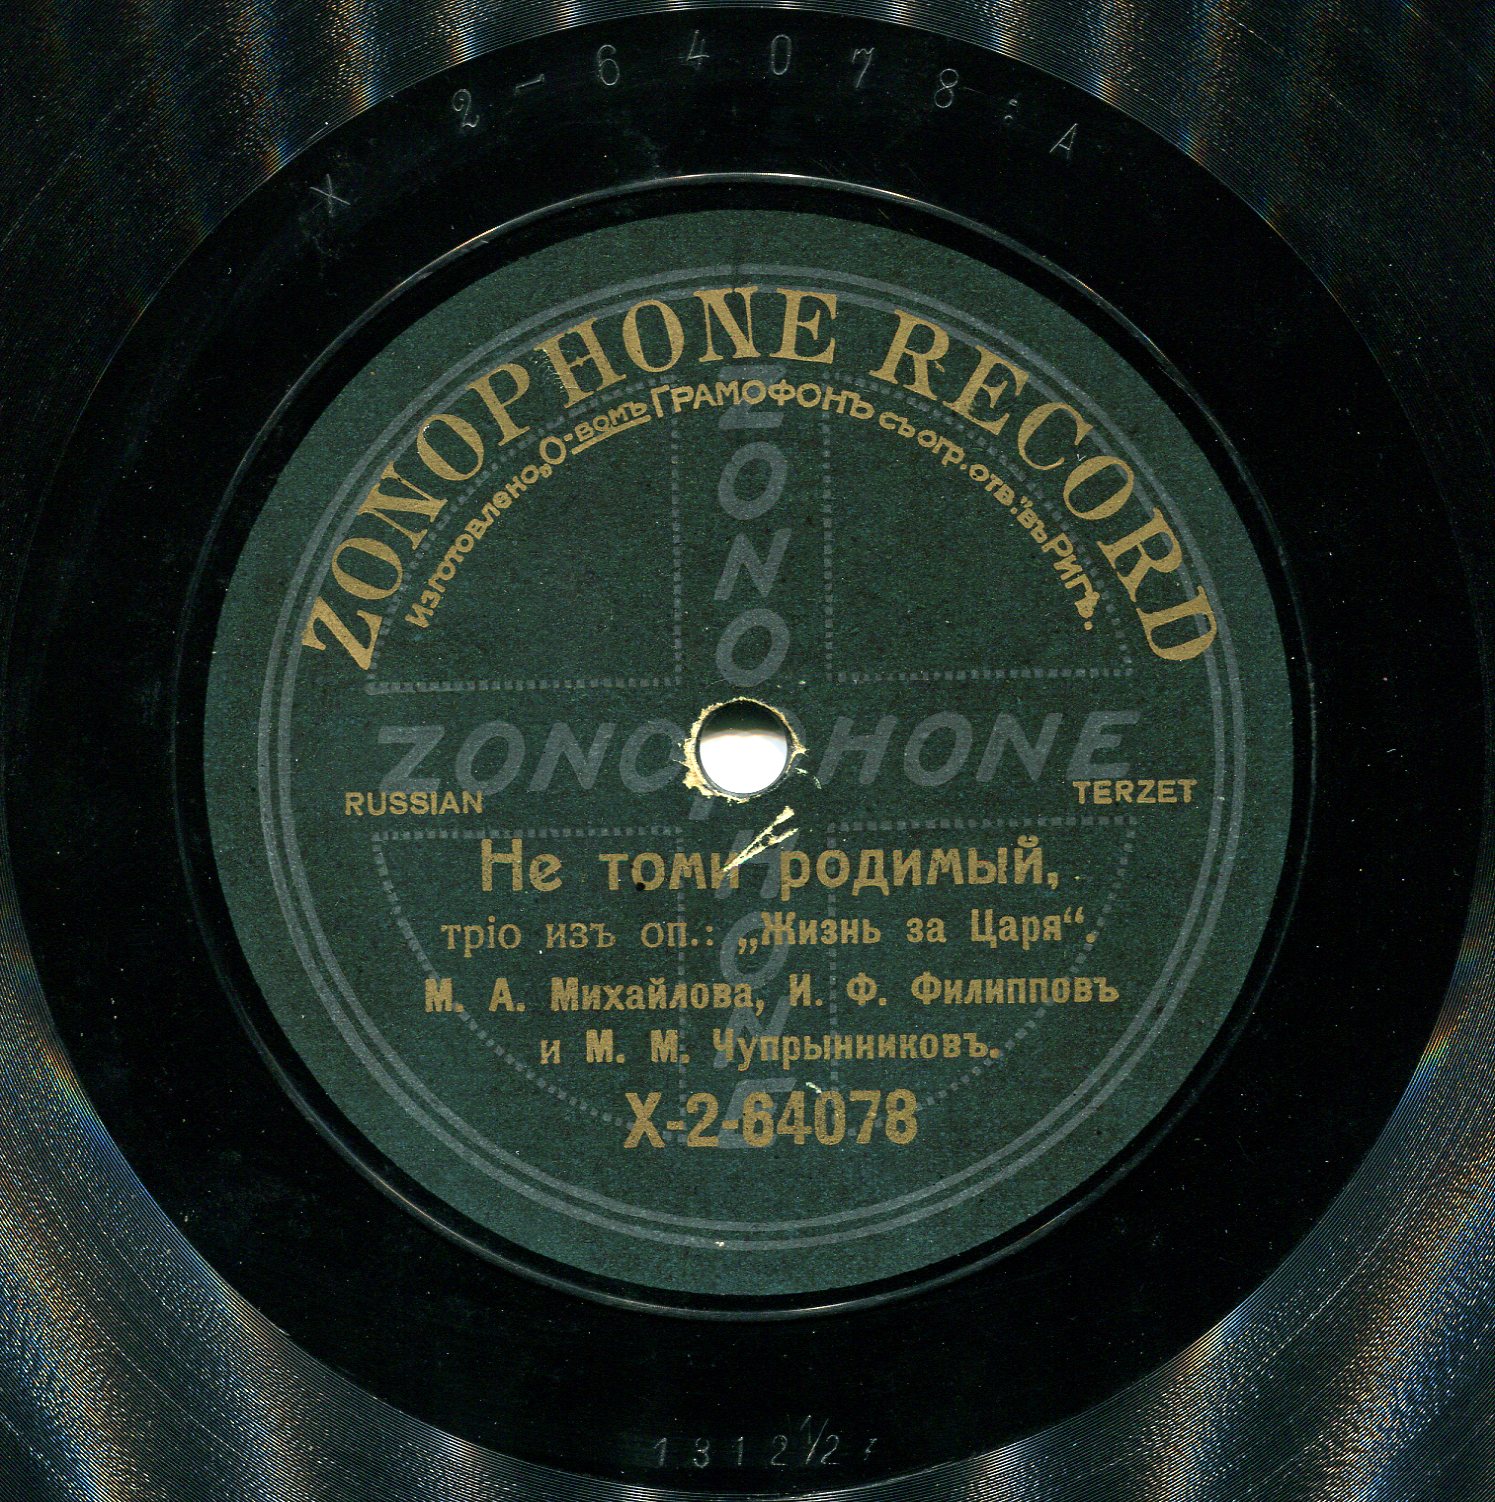 X 2-64078: A
ZONOPHONE RECORD
Изготовлено „О-вомъ ГРАМОФОНЪ съ огр. отв.“ въ Ригѣ.
ZONOPHONE
ZONOPHONE
RUSSIAN
TERZET
Не томи родимый,
тріо изъ оп.: „Жизнь за Царя“.
М. А. Михайлова, И. Ф. Филипповъ
и М. М. Чупрынниковъ.
X-2-64078
1312½